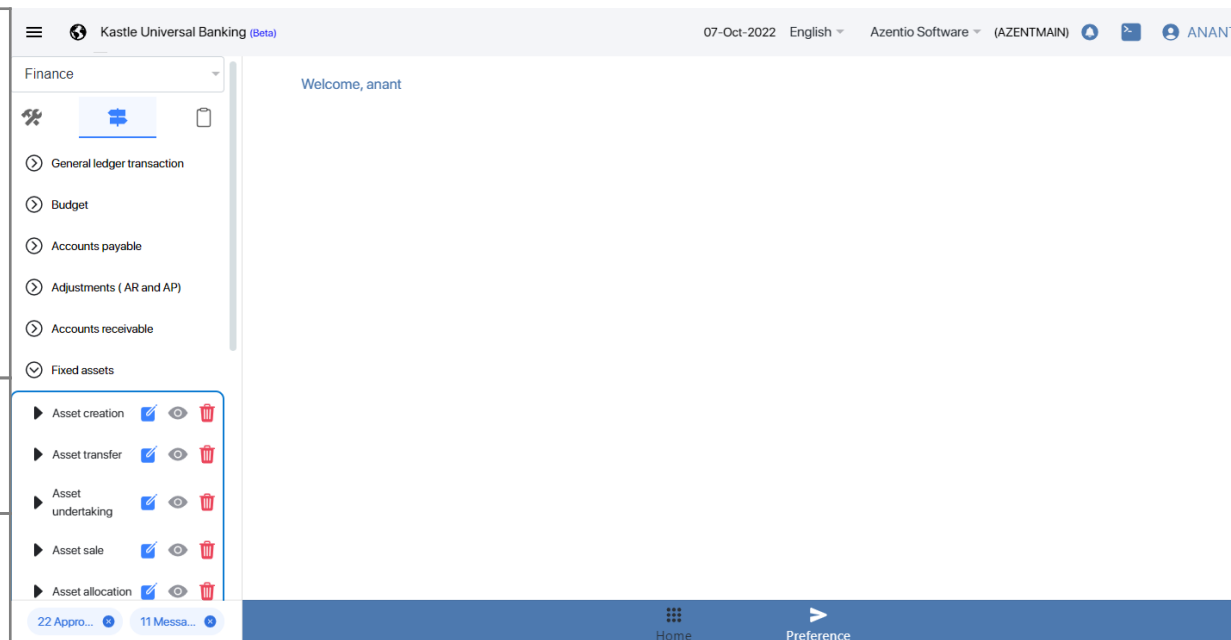 Kastle Universal Banking (Beta)
07-Oct-2022 English Azentio Software (AZENTMAIN) ANANT
Finance
Welcome, anant
General ledger transaction
Budget
Accounts payable
Adjustments ( AR and AP)
Accounts receivable
Fixed assets
Asset creation
Asset transfer
Asset
undertaking
Asset sale
Asset allocation
22 Appro... 11 Messa...
Home Preference